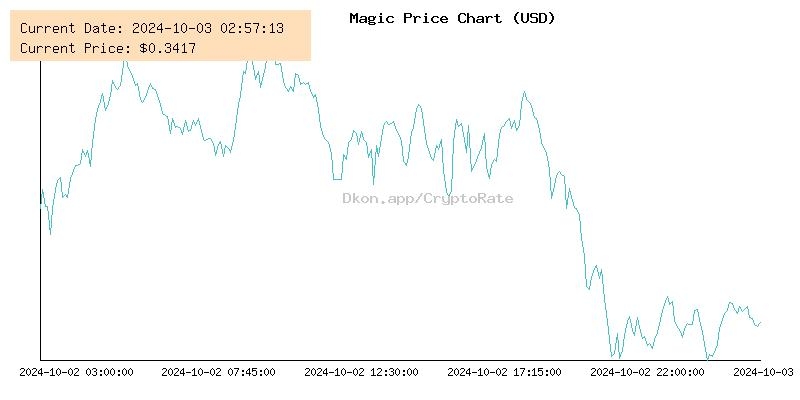 Magic Price Chart (USD)
Current Date: 2024-10-03 02:57:13
Current Price: $0.3417
Dkon.app/CryptoRate
2024-10-02 03:00:00 2024-10-02 07:45:00 2024-10-02 12:30:00 2024-10-02 17:15:00 2024-10-02 22:00:00 2024-10-03